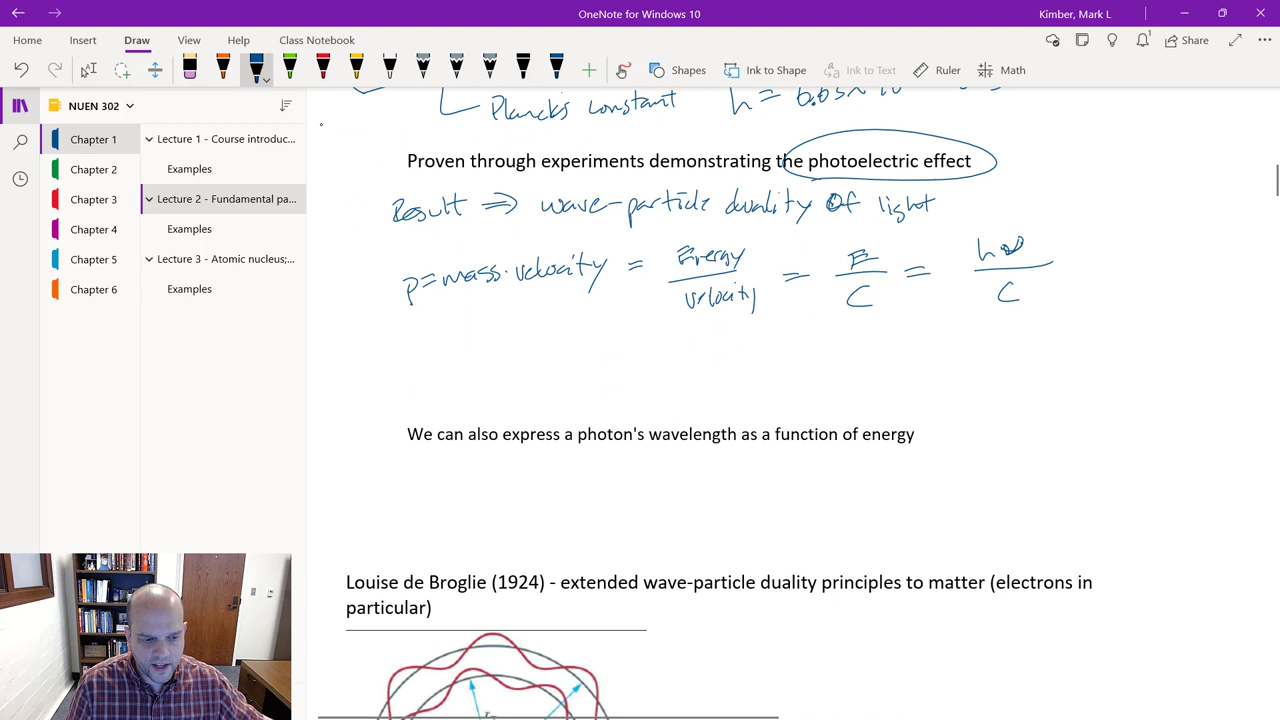 OneNote for Windows 10
Kimber, Mark L
Home Insert Draw View Help Class Notebook
Share
Shapes Ink to Shape Ink to Text Ruler Math
NUEN 302
Chapter 1
Chapter 2
Chapter 3
Chapter 4
Chapter 5
Chapter 6
Lecture 1 - Course introduc...
Examples
Lecture 2 - Fundamental pa...
Examples
Lecture 3 - Atomic nucleus;...
Examples
Planck's constant h = 6.63x10
Proven through experiments demonstrating the photoelectric effect
Result ⇒ wave-particle duality of light
p = mass · velocity = Energy / velocity = E / C = hν / C
We can also express a photon's wavelength as a function of energy
Louise de Broglie (1924) - extended wave-particle duality principles to matter (electrons in
particular)